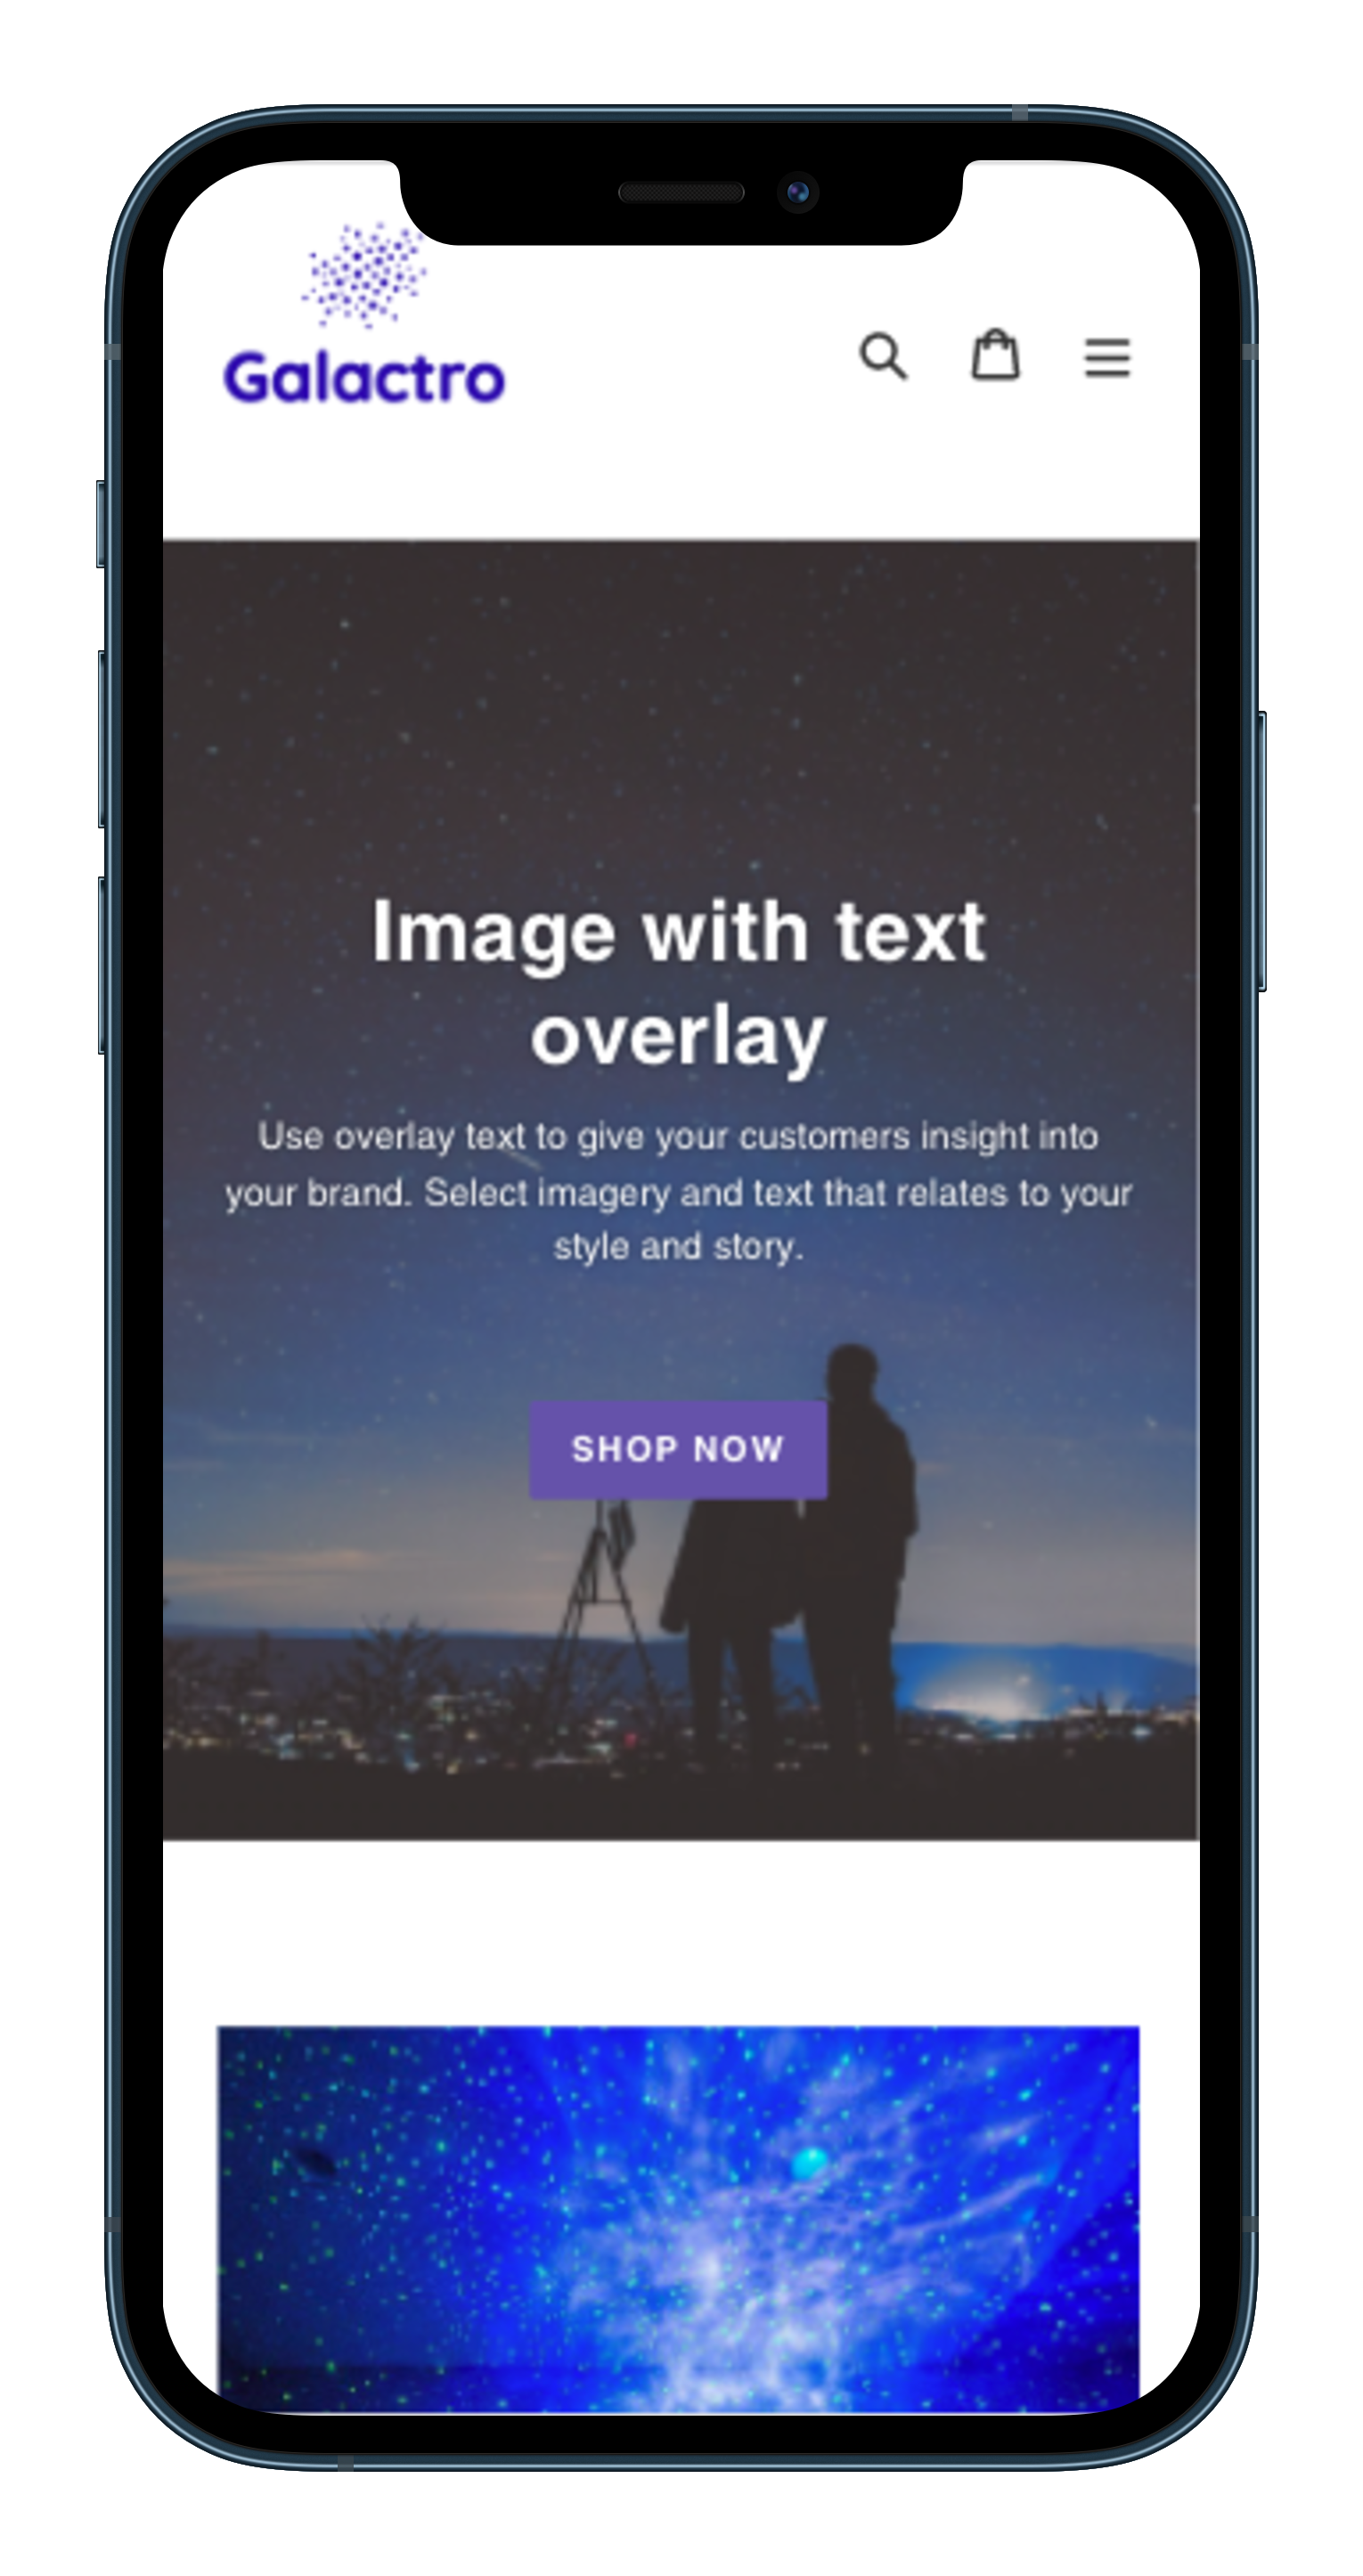 Galactro
Image with text
overlay
Use overlay text to give your customers insight into
your brand. Select imagery and text that relates to your
style and story.
SHOP NOW